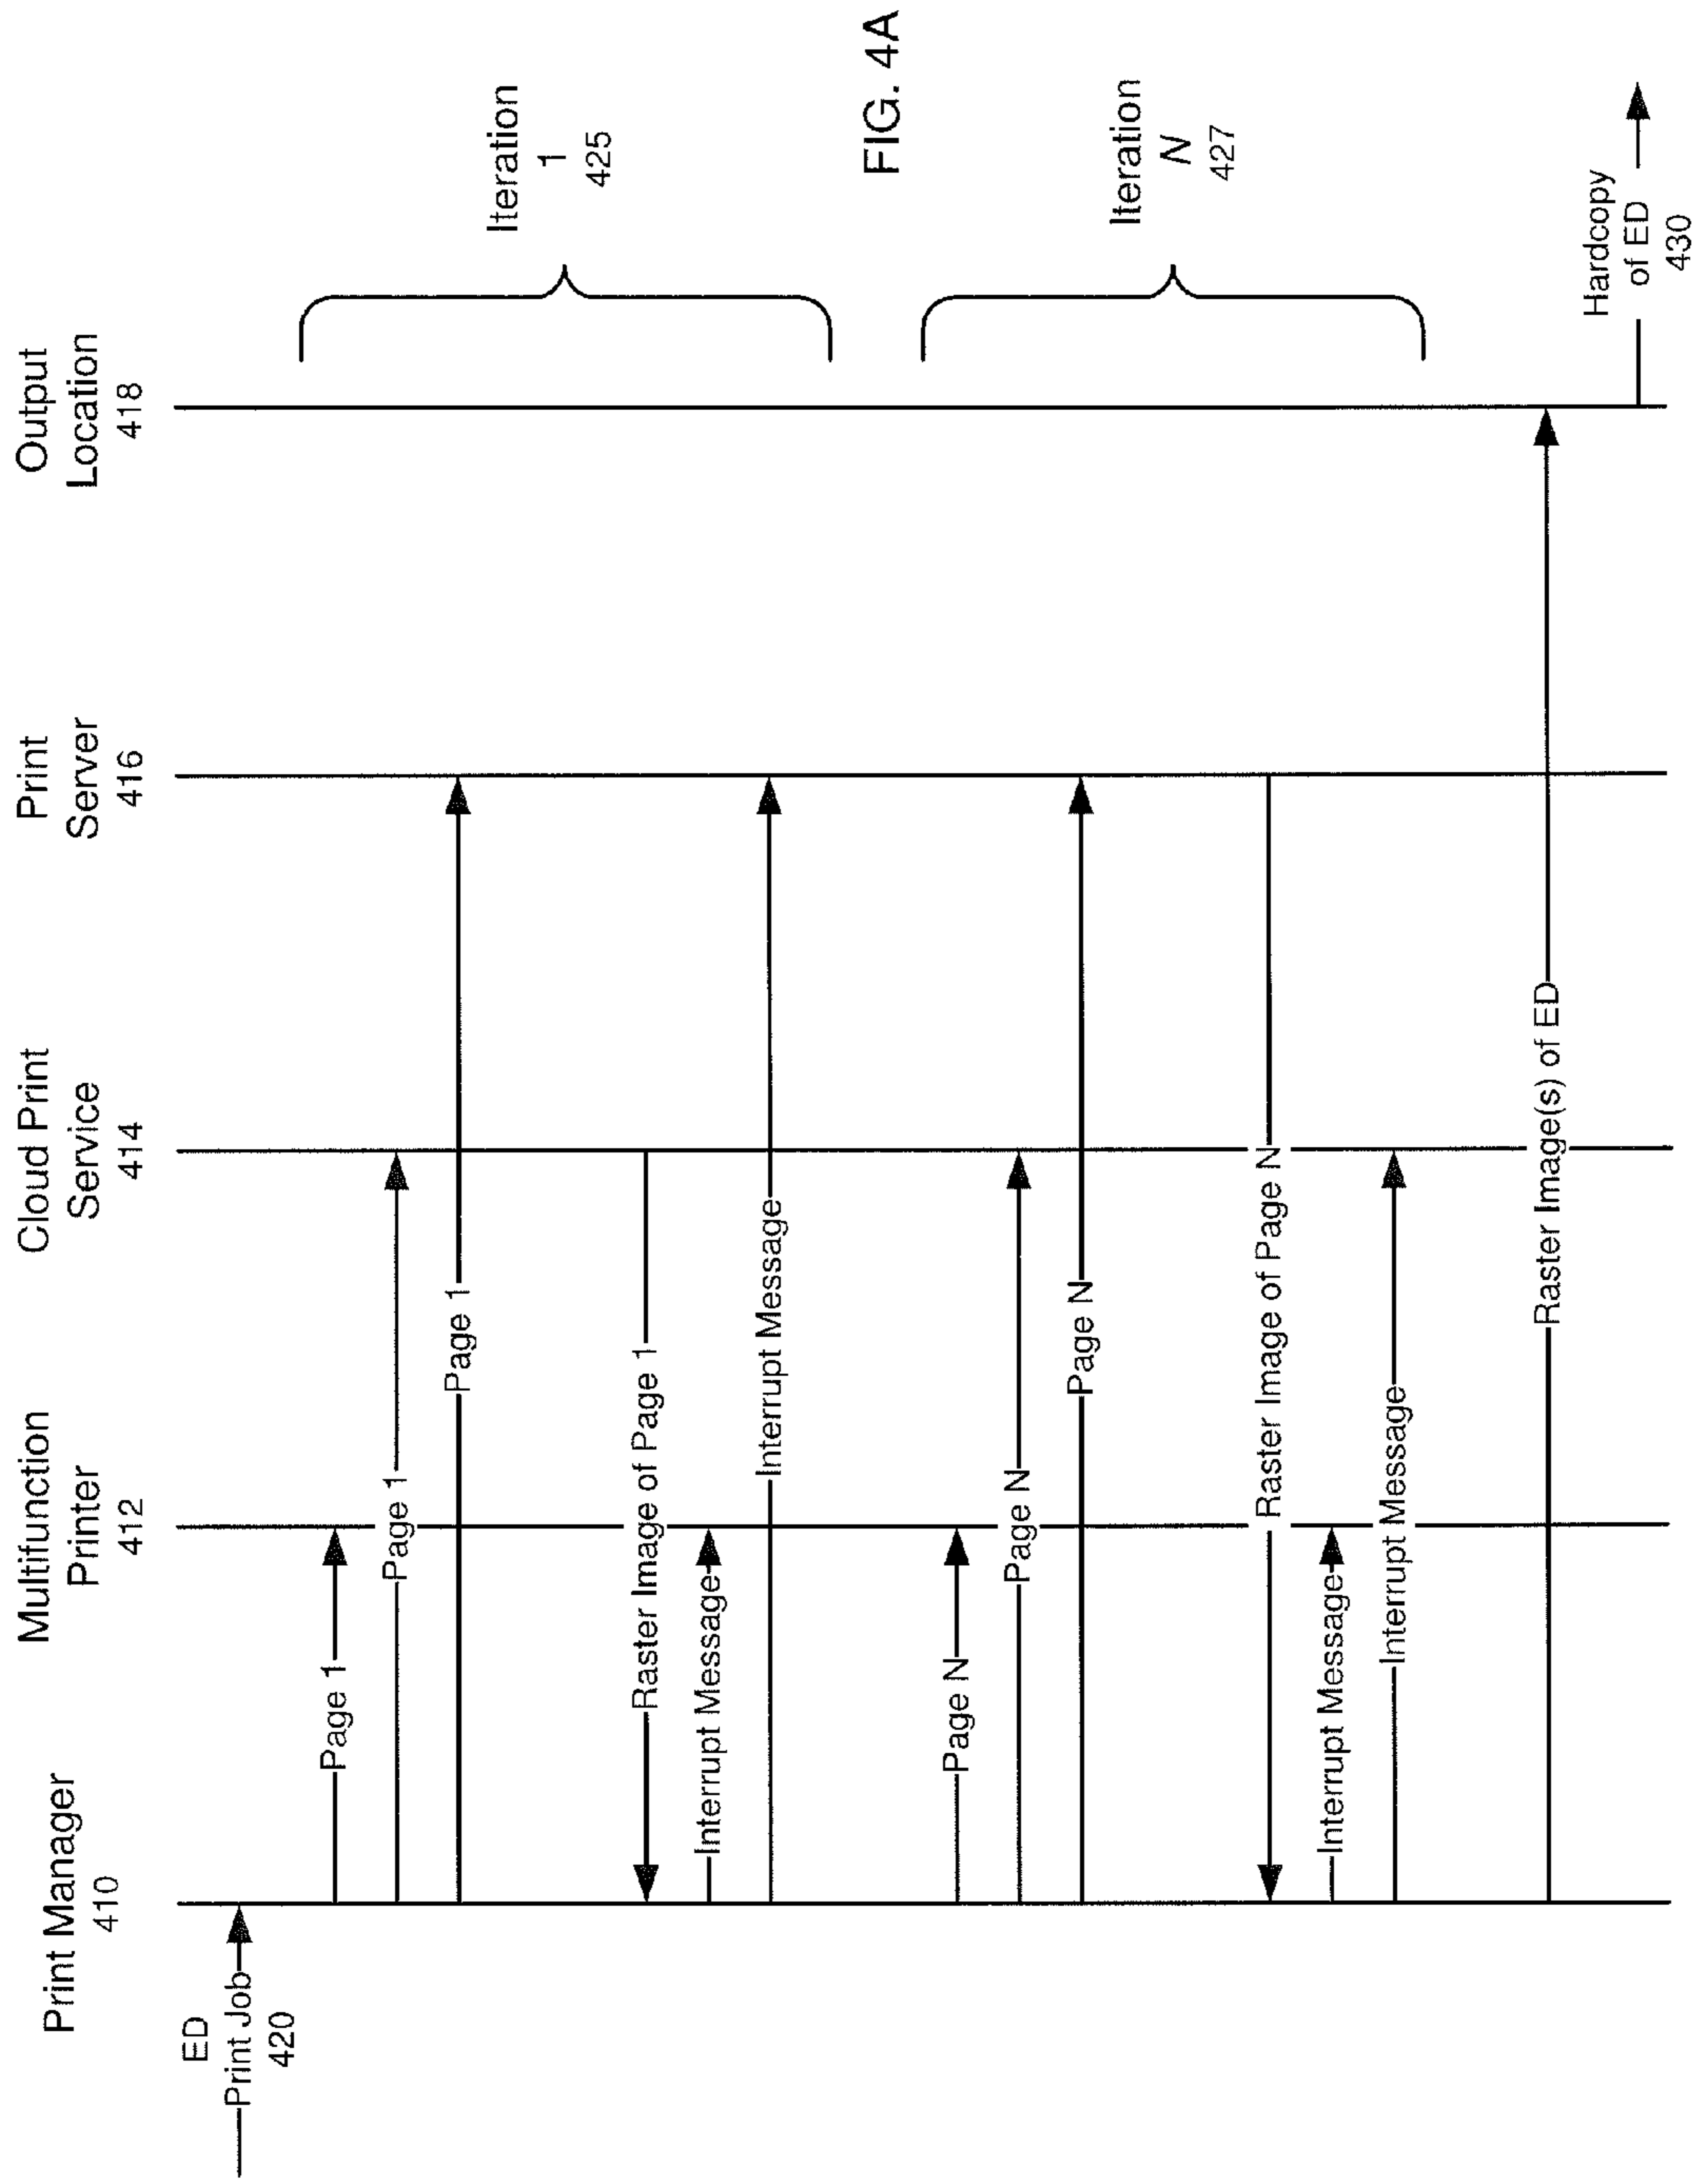 Print Manager
410
Multifunction
Printer
412
Cloud Print
Service
414
Print
Server
416
Output
Location
418
ED
Print Job
420
Page 1
Page 1
Page 1
Raster Image of Page 1
Interrupt Message
Interrupt Message
Iteration
1
425
Page N
Page N
Page N
Raster Image of Page N
Interrupt Message
Interrupt Message
Iteration
N
427
Raster Image(s) of ED
Hardcopy
of ED
430
FIG. 4A